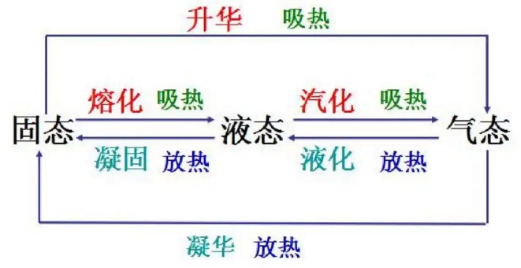 升华 吸热
熔化 吸热 汽化 吸热
固态 液态 气态
凝固 放热 液化 放热
凝华 放热